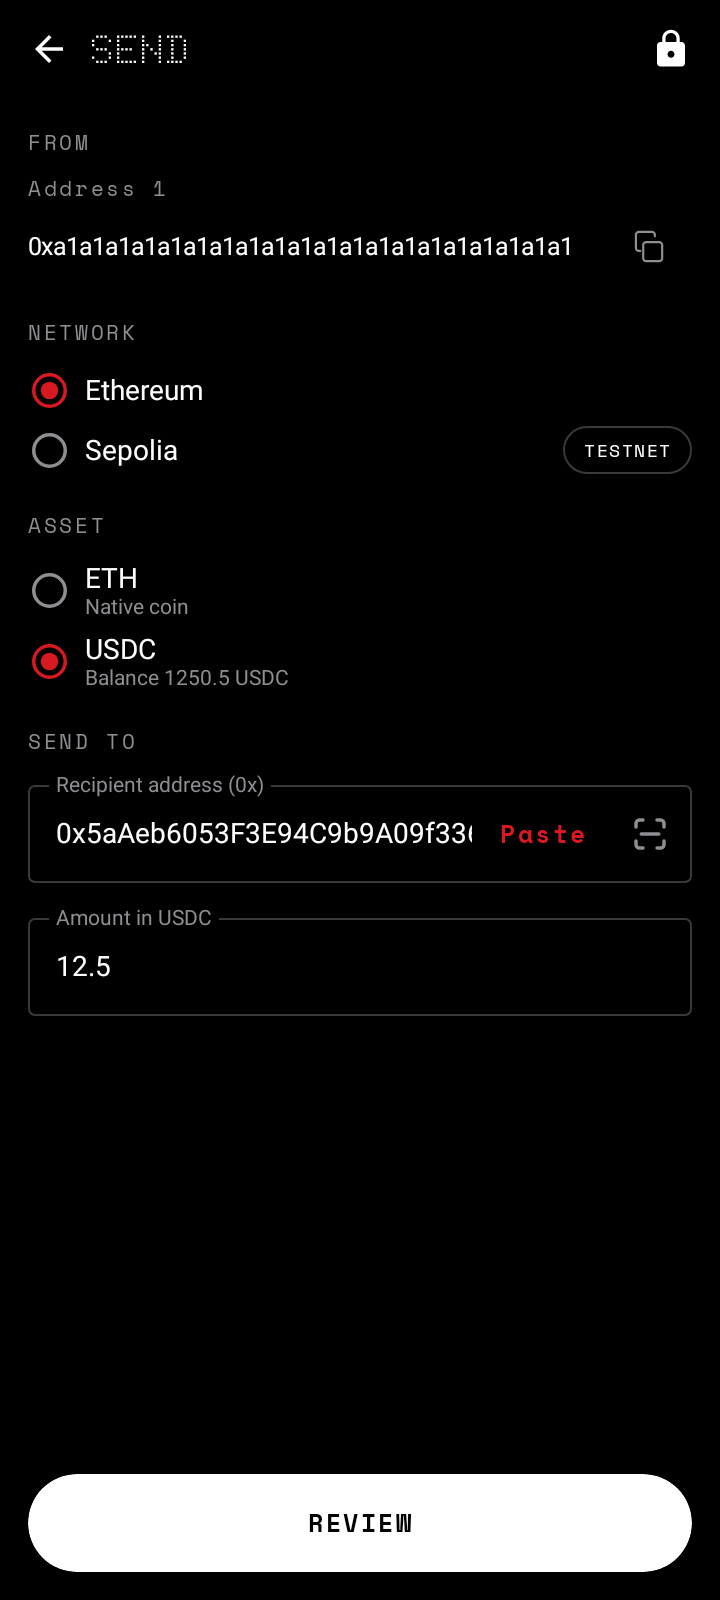 SEND
FROM
Address 1
0xa1a1a1a1a1a1a1a1a1a1a1a1a1a1a1a1a1a1a1a1
NETWORK
Ethereum
Sepolia
TESTNET
ASSET
ETH
Native coin
USDC
Balance 1250.5 USDC
SEND TO
Recipient address (0x)
0x5aAeb6053F3E94C9b9A09f336 Paste
Amount in USDC
12.5
REVIEW